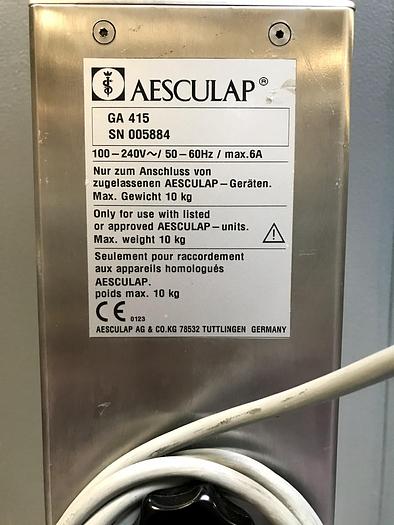 AESCULAP®
GA 415
SN 005884
100-240V~/ 50-60Hz / max.6A
Nur zum Anschluss von
zugelassenen AESCULAP-Geräten.
Max. Gewicht 10 kg
Only for use with listed
or approved AESCULAP-units.
Max. weight 10 kg
Seulement pour raccordement
aux appareils homologués
AESCULAP.
poids max. 10 kg
CE 0123
AESCULAP AG & CO.KG 78532 TUTTLINGEN GERMANY